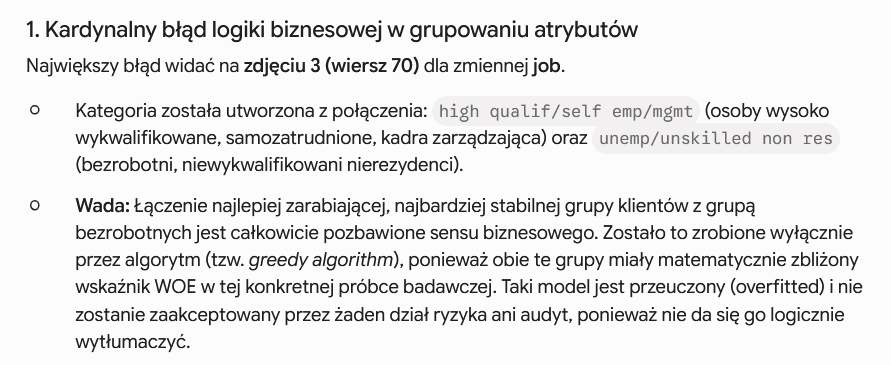 1. Kardynalny błąd logiki biznesowej w grupowaniu atrybutów
Największy błąd widać na zdjęciu 3 (wiersz 70) dla zmiennej job.
○ Kategoria została utworzona z połączenia: high qualif/self emp/mgmt (osoby wysoko
wykwalifikowane, samozatrudnione, kadra zarządzająca) oraz unemp/unskilled non res
(bezrobotni, niewykwalifikowani nierezydenci).
○ Wada: Łączenie najlepiej zarabiającej, najbardziej stabilnej grupy klientów z grupą
bezrobotnych jest całkowicie pozbawione sensu biznesowego. Zostało to zrobione wyłącznie
przez algorytm (tzw. greedy algorithm), ponieważ obie te grupy miały matematycznie zbliżony
wskaźnik WOE w tej konkretnej próbce badawczej. Taki model jest przeuczony (overfitted) i nie
zostanie zaakceptowany przez żaden dział ryzyka ani audyt, ponieważ nie da się go logicznie
wytłumaczyć.